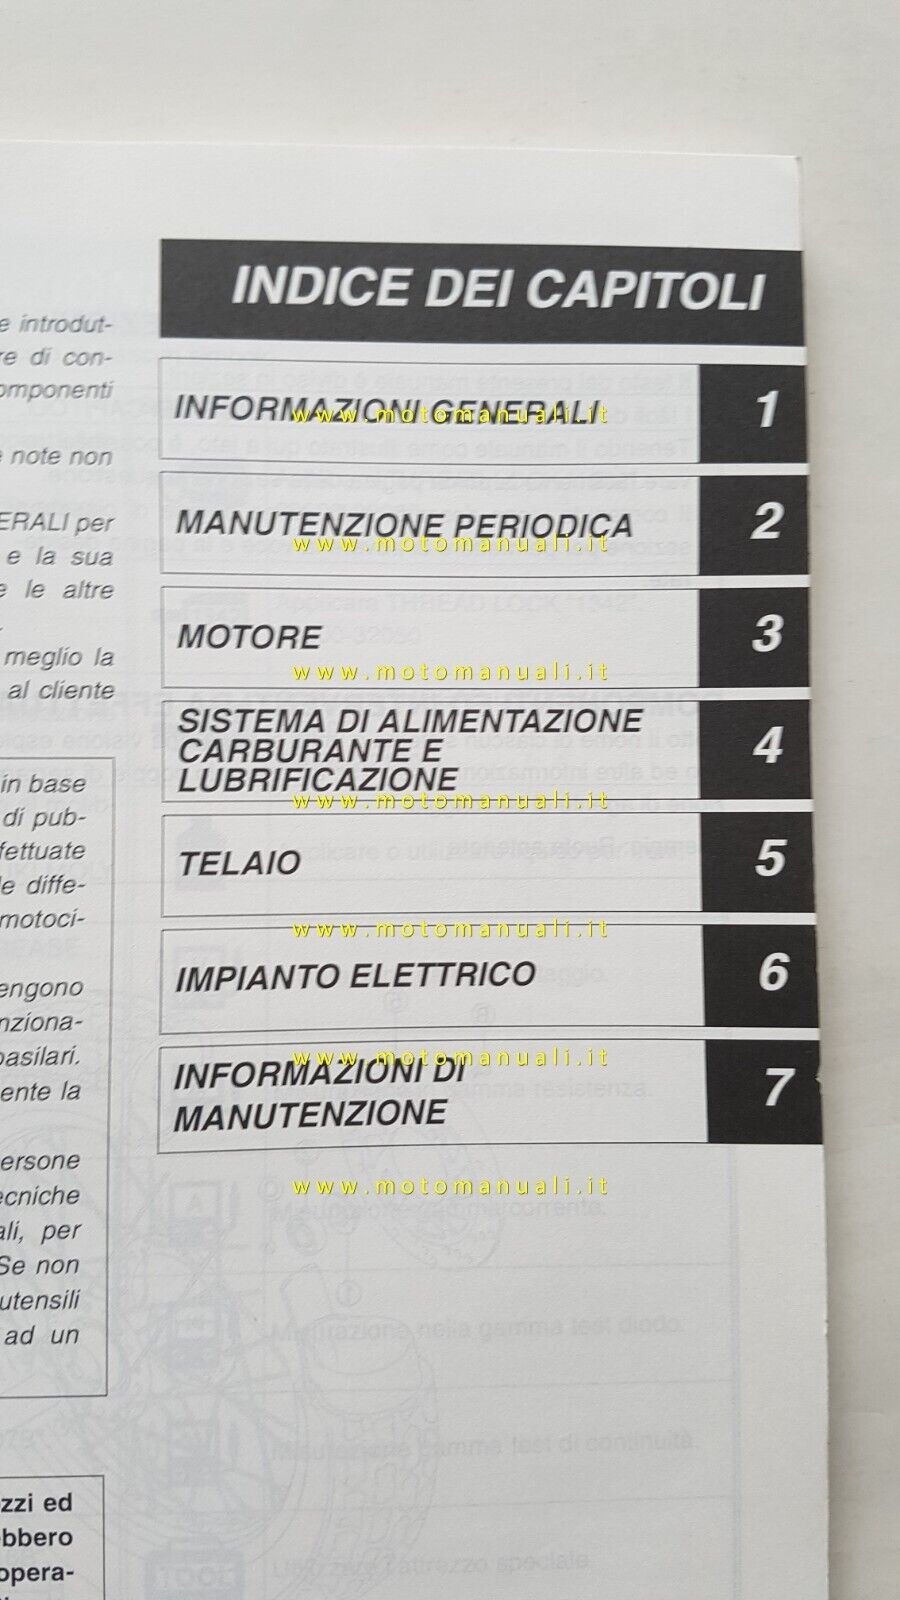 INDICE DEI CAPITOLI
INFORMAZIONI GENERALI 1
www.motomanuali.it
MANUTENZIONE PERIODICA 2
www.motomanuali.it
MOTORE 3
www.motomanuali.it
SISTEMA DI ALIMENTAZIONE
CARBURANTE E
LUBRIFICAZIONE 4
www.motomanuali.it
TELAIO 5
www.motomanuali.it
IMPIANTO ELETTRICO 6
www.motomanuali.it
INFORMAZIONI DI
MANUTENZIONE 7
www.motomanuali.it
e introdut-
re di con-
omponenti
e note non
ERALI per
e la sua
e le altre
meglio la
al cliente
in base
di pub-
fettuate
le diffe-
motoci-
engono
nziona-
basilari.
ente la
ersone
ecniche
ali, per
Se non
utensili
ad un
zzi ed
ebbero
opera-